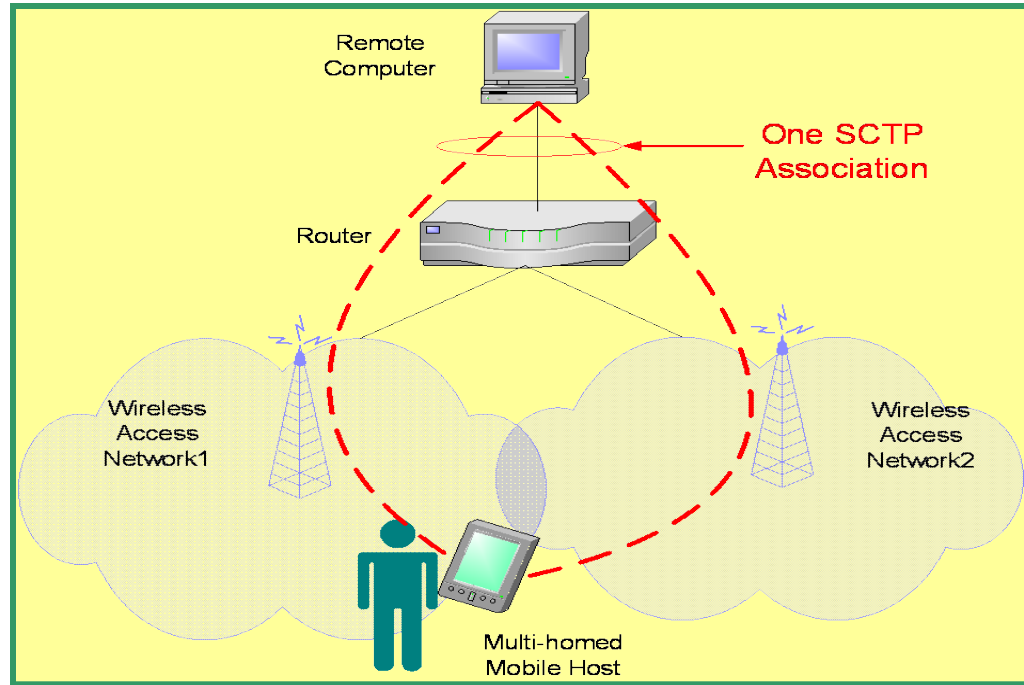 Remote
Computer
One SCTP
Association
Router
Wireless
Access
Network1
Wireless
Access
Network2
Multi-homed
Mobile Host